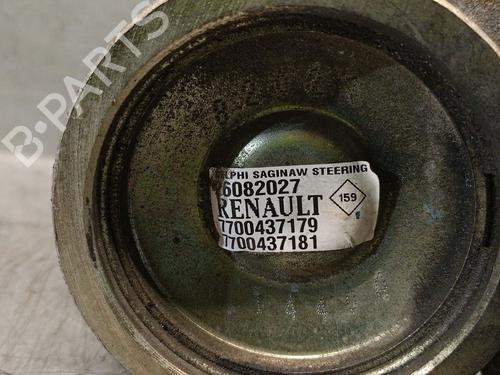 B-PARTS
DELPHI SAGINAW STEERING
26082027
RENAULT
159
7700437179
7700437181